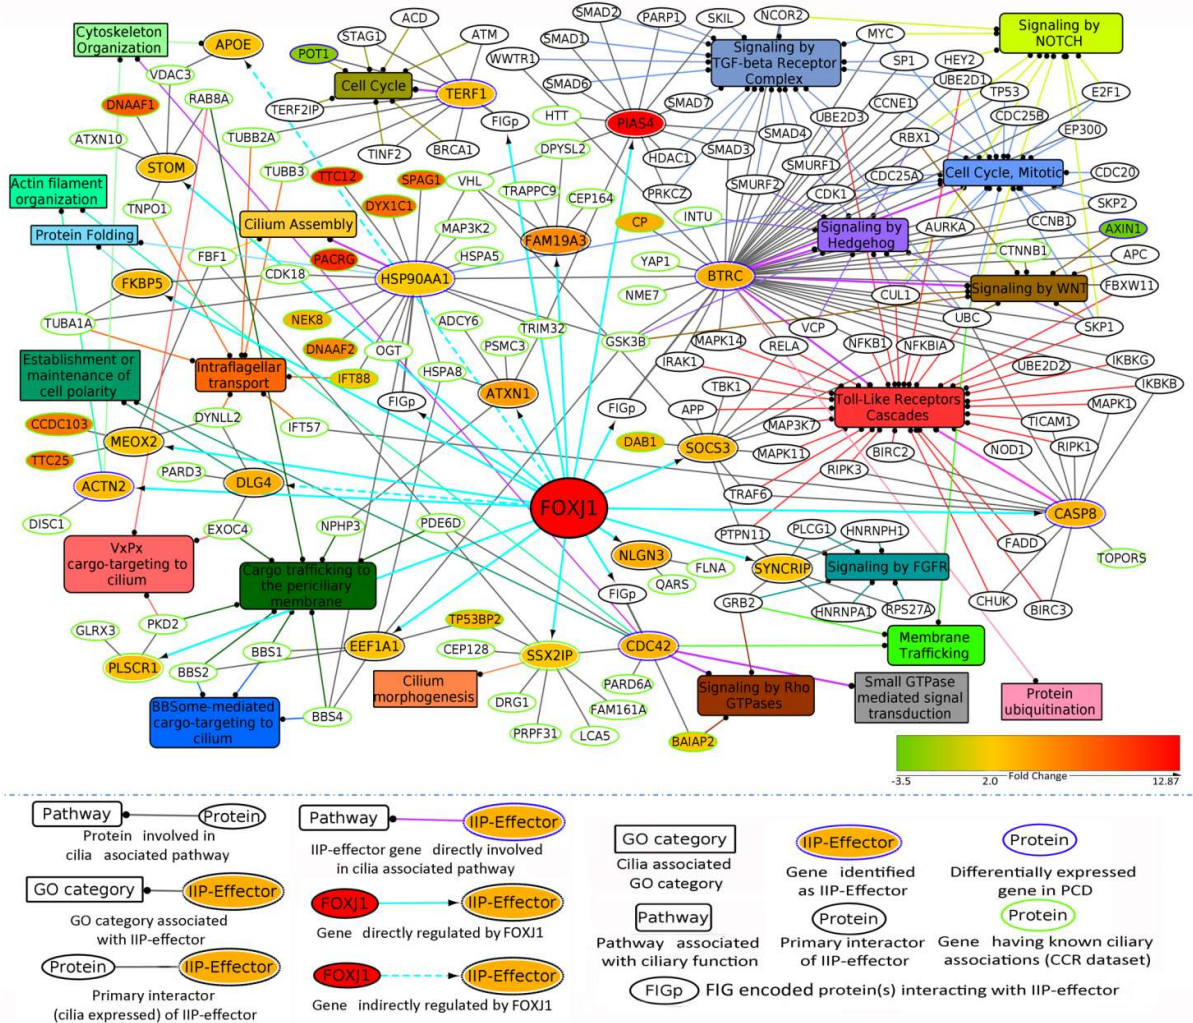 Cytoskeleton
Organization
APOE
VDAC3
DNAAF1
RAB8A
ATXN10
STOM
TNPO1
TUBB2A
TUBB3
POT1
STAG1
ACD
ATM
Cell Cycle
TERF1
TERF2IP
TINF2
BRCA1
FIGp
SMAD2
PARP1
SKIL
NCOR2
SMAD1
WWTR1
SMAD6
Signaling by
TGF-beta Receptor
Complex
MYC
SP1
HEY2
Signaling by
NOTCH
UBE2D1
TP53
E2F1
CDC25B
EP300
CCNE1
RBX1
UBE2D3
SMAD7
PIAS4
HTT
DPYSL2
HDAC1
SMAD4
SMAD3
SMURF1
SMURF2
PRKCZ
CDC25A
CDK1
Cell Cycle, Mitotic
CDC20
SKP2
CCNB1
AXIN1
AURKA
CTNNB1
APC
FBXW11
Actin filament
organization
Protein Folding
TTC12
SPAG1
VHL
DYX1C1
TRAPPC9
CEP164
Cilium Assembly
MAP3K2
HSPA5
FAM19A3
CP
INTU
Signaling by
Hedgehog
YAP1
NME7
BTRC
Signaling by WNT
CUL1
UBC
SKP1
FBF1
PACRG
CDK18
HSP90AA1
FKBP5
TUBA1A
NEK8
DNAAF2
OGT
IFT88
ADCY6
PSMC3
TRIM32
HSPA8
ATXN1
GSK3B
VCP
MAPK14
RELA
NFKB1
NFKBIA
IRAK1
UBE2D2
IKBKG
IKBKB
Establishment or
maintenance of
cell polarity
Intraflagellar
transport
FIGp
FIGp
TBK1
APP
Toll-Like Receptors
Cascades
MAPK1
TICAM1
RIPK1
NOD1
MAP3K7
BIRC2
CCDC103
TTC25
MEOX2
DYNLL2
IFT57
DAB1
SOCS3
MAPK11
RIPK3
ACTN2
PARD3
DLG4
TRAF6
FOXJ1
CASP8
DISC1
EXOC4
NPHP3
PDE6D
PTPN11
PLCG1
HNRNPH1
FADD
TOPORS
VxPx
cargo-targeting to
cilium
Cargo trafficking to
the periciliary
membrane
NLGN3
FLNA
QARS
SYNCRIP
Signaling by FGFR
FIGp
GRB2
HNRNPA1
RPS27A
CHUK
BIRC3
GLRX3
PKD2
PLSCR1
BBS1
BBS2
TP53BP2
EEF1A1
CEP128
SSX2IP
CDC42
Membrane
Trafficking
Cilium
morphogenesis
PARD6A
FAM161A
DRG1
PRPF31
LCA5
BAIAP2
Signaling by Rho
GTPases
Small GTPase
mediated signal
transduction
Protein
ubiquitination
BBSome-mediated
cargo-targeting to
cilium
BBS4
-3.5
2.0
Fold Change
12.87
Pathway
Protein
Protein involved in
cilia asociated pathway
GO category
IIP-Effector
GO category associated
with IIP-effector
Protein
IIP-Effector
Primary interactor
(cilia expressed) of IIP-effector
Pathway
IIP-Effector
IIP-effector gene directly involved
in cilia associated pathway
FOXJ1
IIP-Effector
Gene directly regulated by FOXJ1
FOXJ1
IIP-Effector
Gene indirectly regulated by FOXJ1
GO category
Cilia associated
GO category
IIP-Effector
Gene identified
as IIP-Effector
Protein
Differentially expressed
gene in PCD
Pathway
Pathway associated
with ciliary function
Protein
Primary interactor
of IIP-effector
Protein
Gene having known ciliary
associations (CCR dataset)
FIGp
FIG encoded protein(s) interacting with IIP-effector